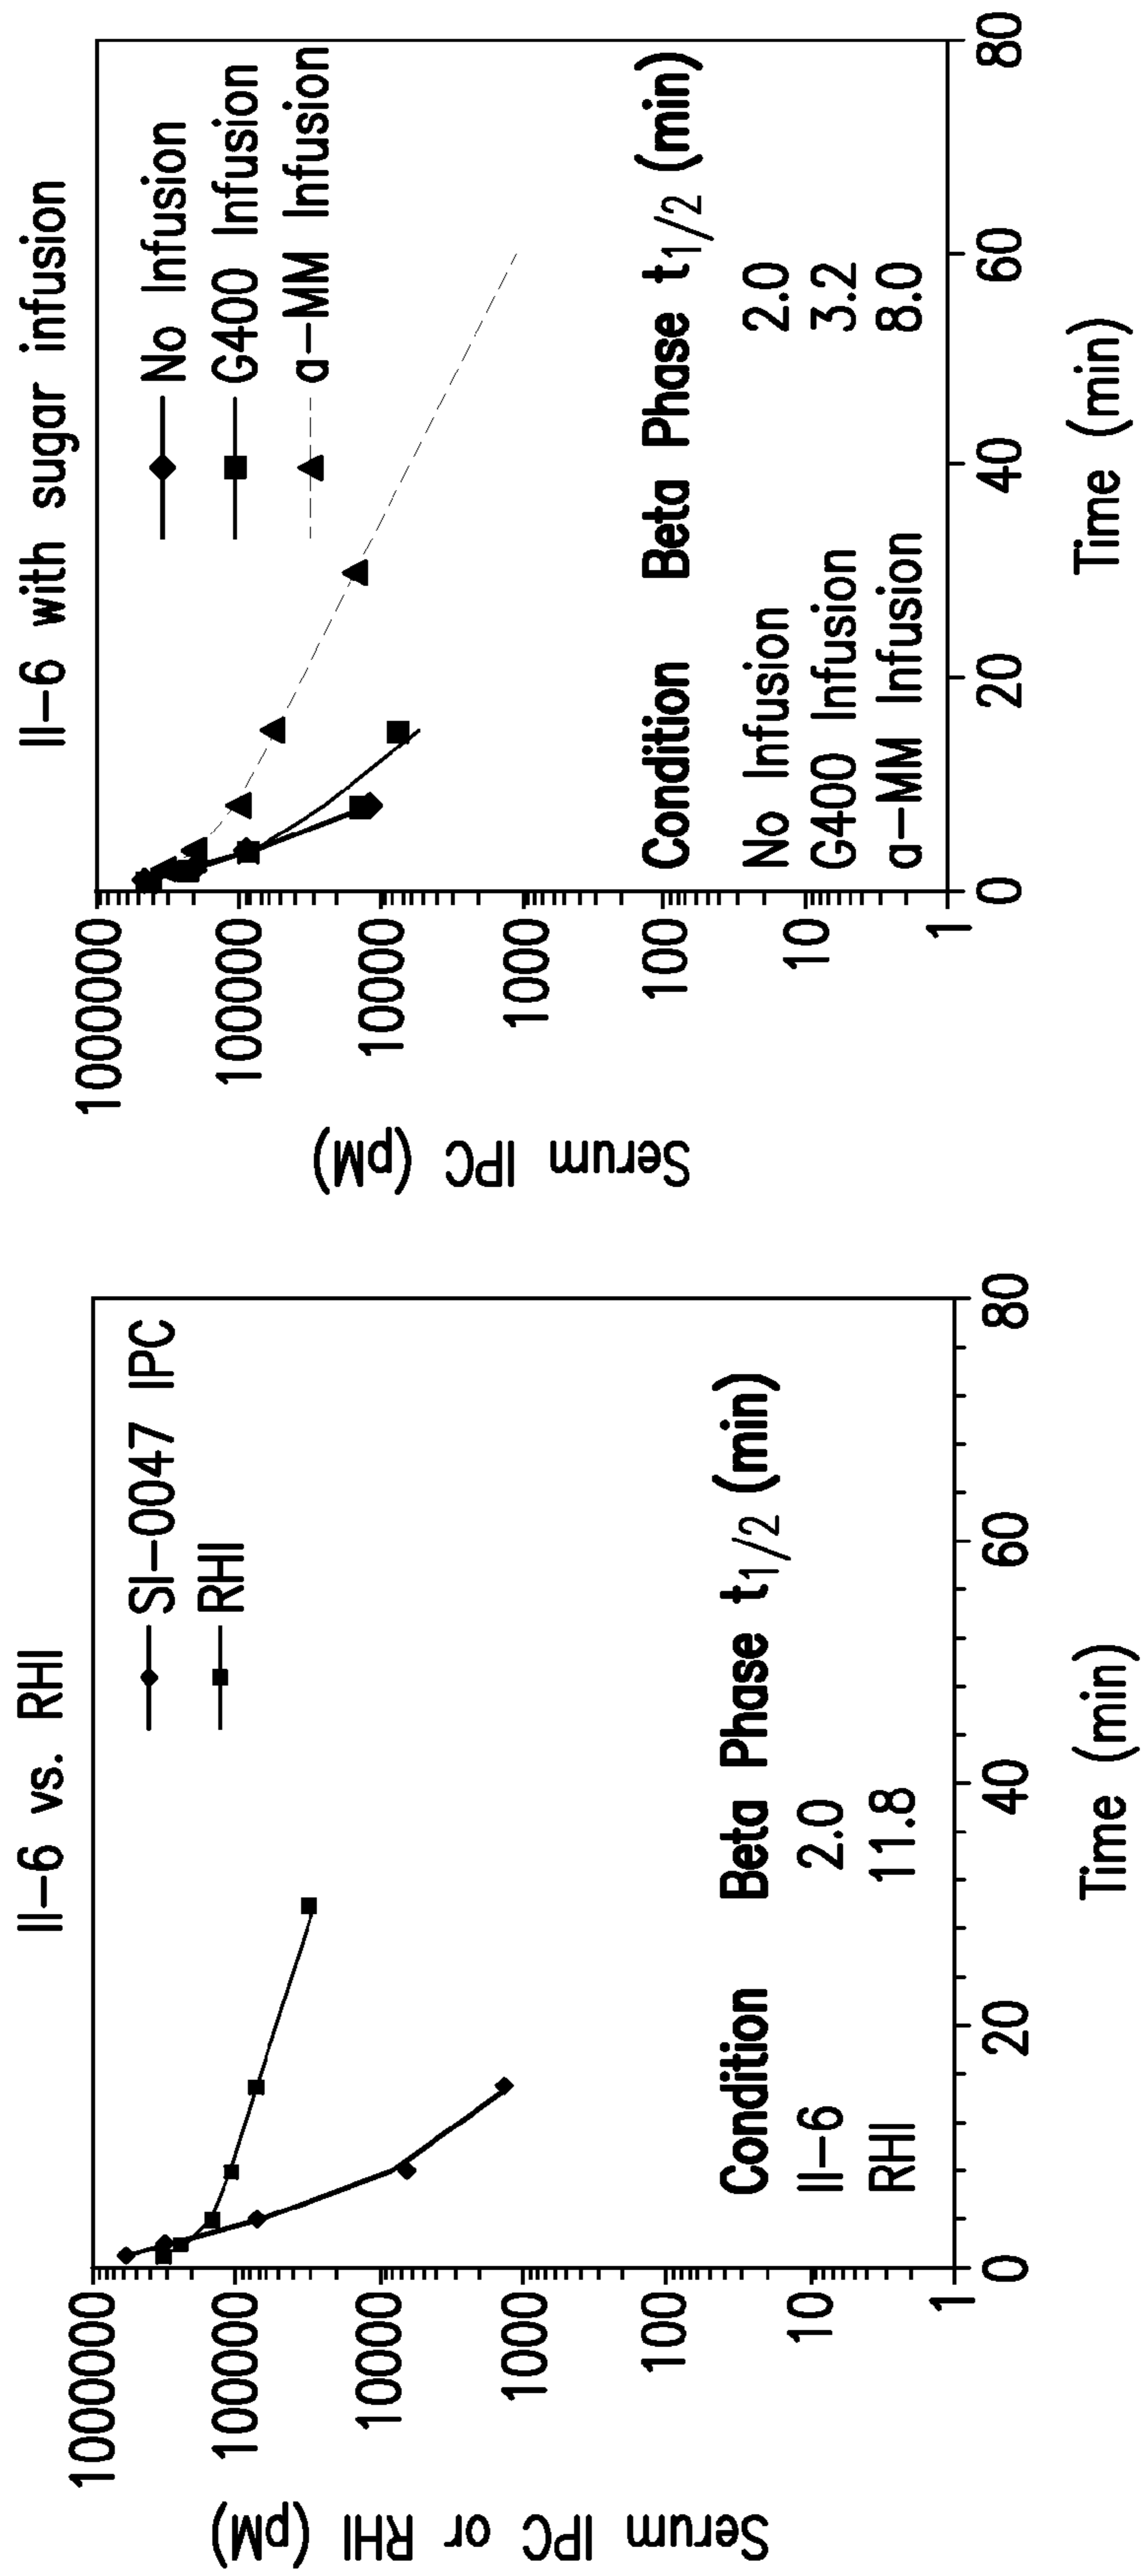 II-6 vs. RHI
SI-0047 IPC
RHI
1000000
100000
10000
1000
100
10
1
Serum IPC or RHI (pM)
Condition Beta Phase t1/2 (min)
II-6 2.0
RHI 11.8
0 20 40 60 80
Time (min)
II-6 with sugar infusion
No Infusion
G400 Infusion
α-MM Infusion
1000000
100000
10000
1000
100
10
1
Serum IPC (pM)
Condition Beta Phase t1/2 (min)
No Infusion 2.0
G400 Infusion 3.2
α-MM Infusion 8.0
0 20 40 60 80
Time (min)